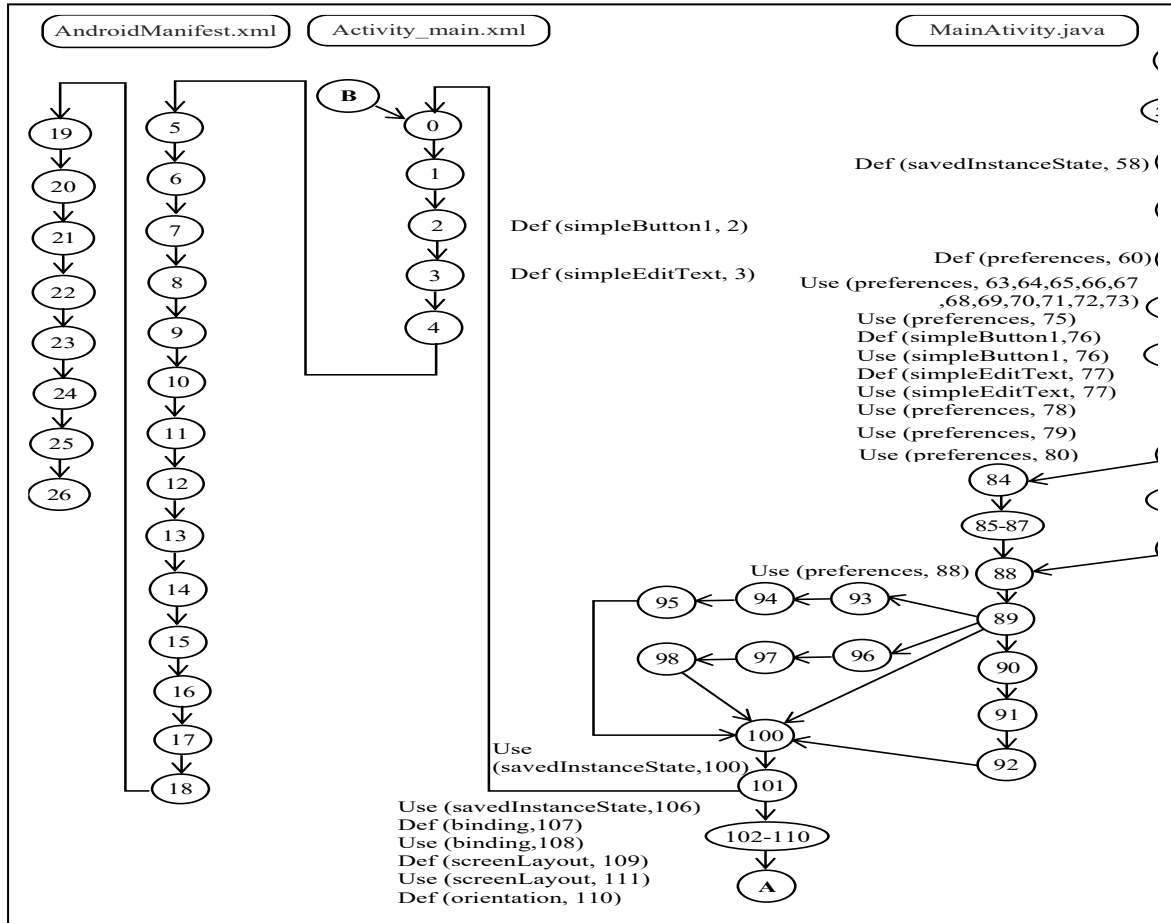 AndroidManifest.xml
Activity_main.xml
MainAtivity.java
B
0
1
2
3
4
5
6
7
8
9
10
11
12
13
14
15
16
17
18
19
20
21
22
23
24
25
26
Def (simpleButton1, 2)
Def (simpleEditText, 3)
Def (savedInstanceState, 58)
Def (preferences, 60)
Use (preferences, 63,64,65,66,67
,68,69,70,71,72,73)
Use (preferences, 75)
Def (simpleButton1,76)
Use (simpleButton1, 76)
Def (simpleEditText, 77)
Use (simpleEditText, 77)
Use (preferences, 78)
Use (preferences, 79)
Use (preferences, 80)
84
85-87
Use (preferences, 88)
88
89
95
94
93
98
97
96
90
91
92
100
Use
(savedInstanceState,100)
101
Use (savedInstanceState,106)
Def (binding,107)
Use (binding,108)
Def (screenLayout, 109)
Use (screenLayout, 111)
Def (orientation, 110)
102-110
A